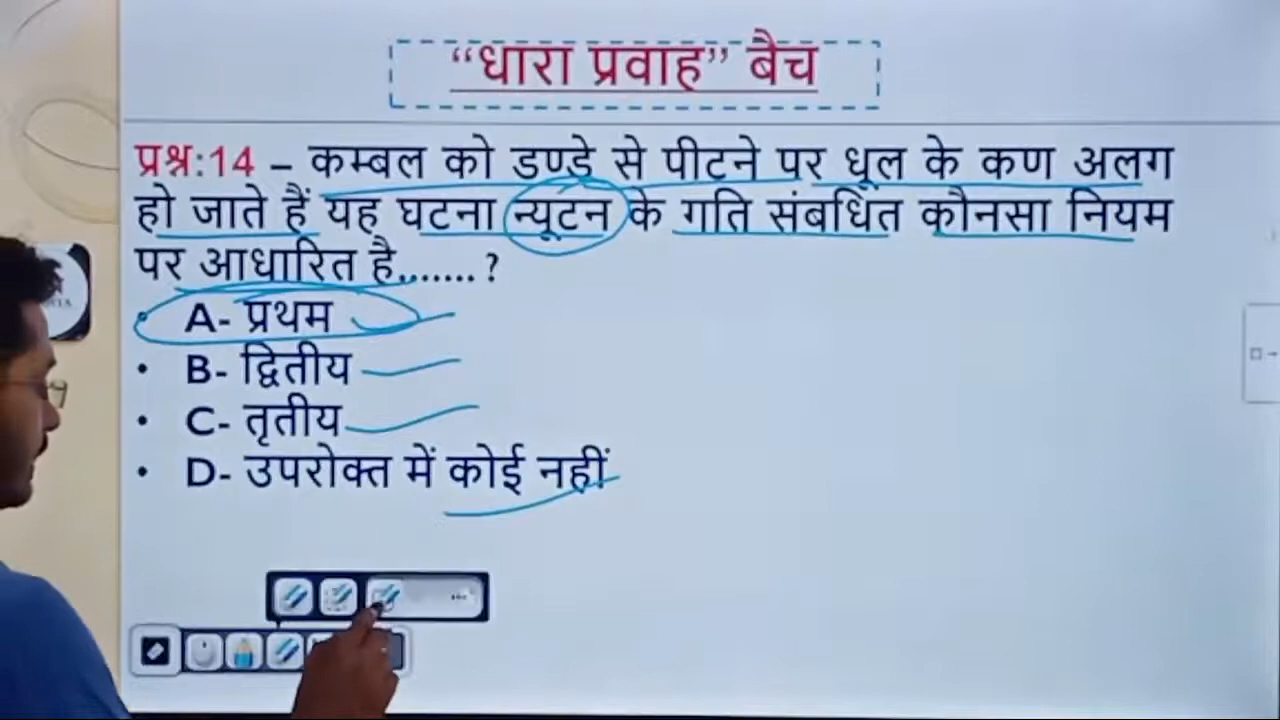 “धारा प्रवाह” बैच
प्रश्न:14 – कम्बल को डण्डे से पीटने पर धूल के कण अलग
हो जाते हैं यह घटना न्यूटन के गति संबधित कौनसा नियम
पर आधारित है.......?
• A- प्रथम
• B- द्वितीय
• C- तृतीय
• D- उपरोक्त में कोई नहीं